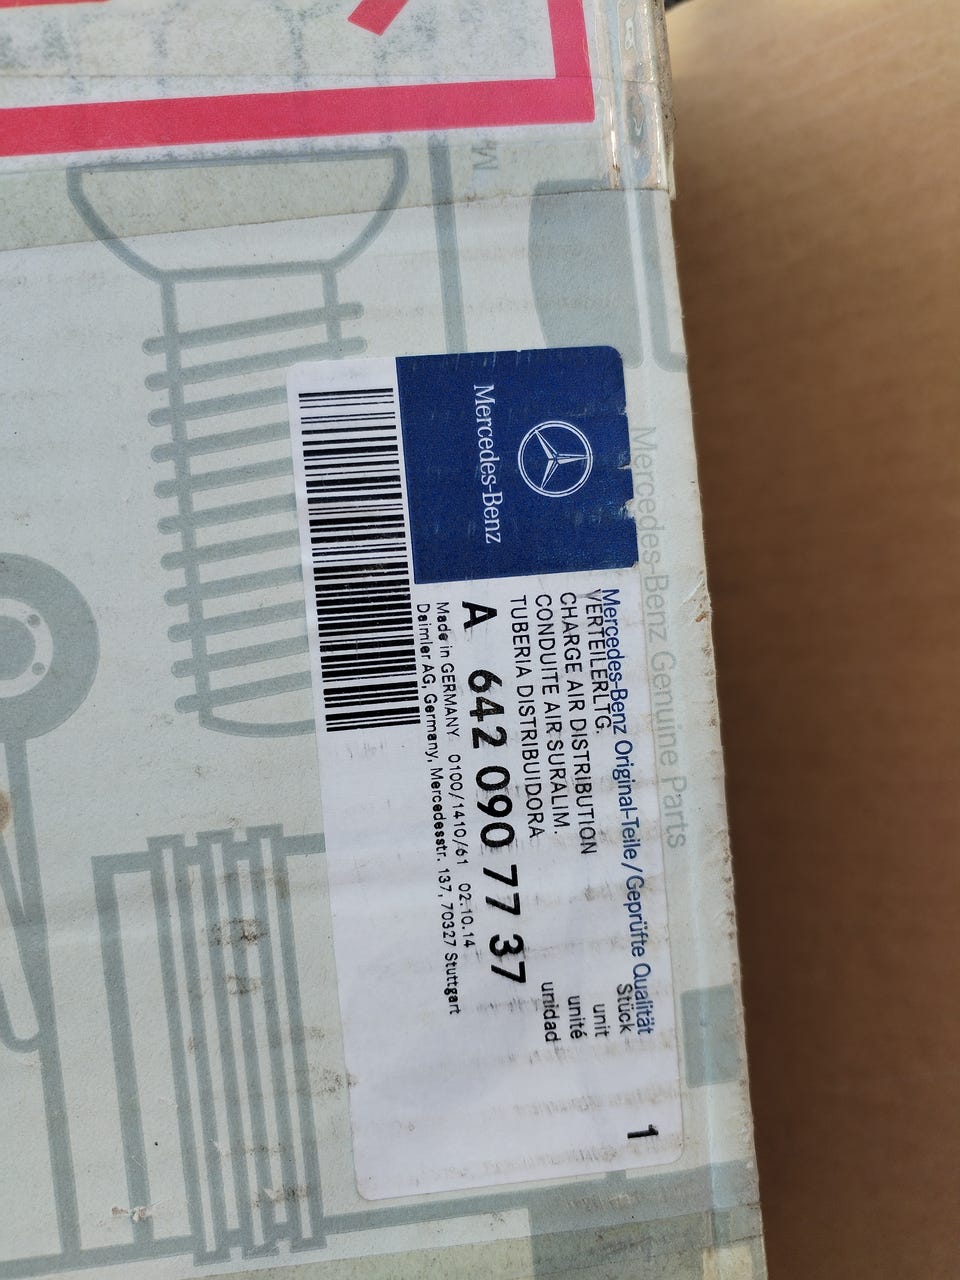 Mercedes-Benz Genuine Parts
Mercedes-Benz
Mercedes-Benz Original-Teile/Geprüfte Qualität
VERTEILERLTG. Stück 1
CHARGE AIR DISTRIBUTION unit
CONDUITE AIR SURALIM. unité
TUBERIA DISTRIBUIDORA unidad
A 642 090 77 37
Made in GERMANY 0100/1410/61 02.10.14
Daimler AG, Germany, Mercedesstr. 137, 70327 Stuttgart